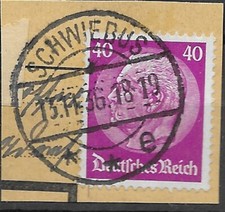 SCHWIEBUS
40 40
13.11.36.18-19
* * e
Deutsches Reich